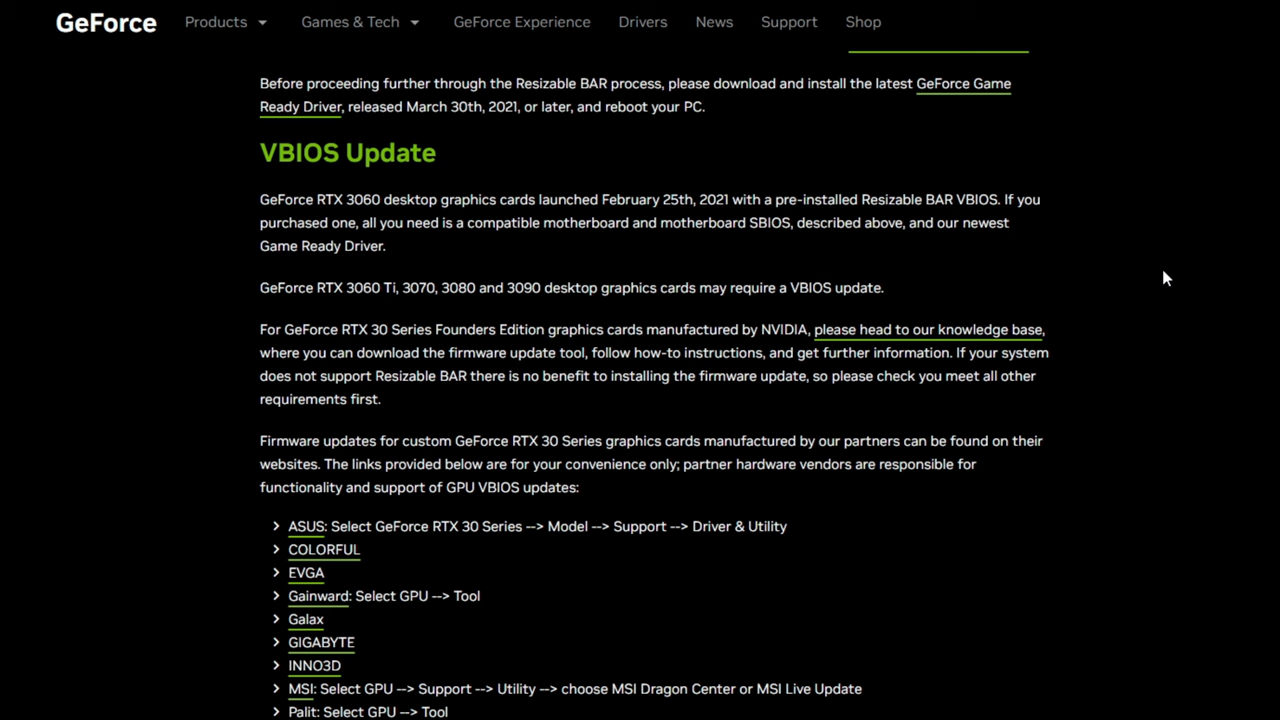 GeForce Products Games & Tech GeForce Experience Drivers News Support Shop
Before proceeding further through the Resizable BAR process, please download and install the latest GeForce Game
Ready Driver, released March 30th, 2021, or later, and reboot your PC.
VBIOS Update
GeForce RTX 3060 desktop graphics cards launched February 25th, 2021 with a pre-installed Resizable BAR VBIOS. If you
purchased one, all you need is a compatible motherboard and motherboard SBIOS, described above, and our newest
Game Ready Driver.
GeForce RTX 3060 Ti, 3070, 3080 and 3090 desktop graphics cards may require a VBIOS update.
For GeForce RTX 30 Series Founders Edition graphics cards manufactured by NVIDIA, please head to our knowledge base,
where you can download the firmware update tool, follow how-to instructions, and get further information. If your system
does not support Resizable BAR there is no benefit to installing the firmware update, so please check you meet all other
requirements first.
Firmware updates for custom GeForce RTX 30 Series graphics cards manufactured by our partners can be found on their
websites. The links provided below are for your convenience only; partner hardware vendors are responsible for
functionality and support of GPU VBIOS updates:
> ASUS: Select GeForce RTX 30 Series --> Model --> Support --> Driver & Utility
> COLORFUL
> EVGA
> Gainward: Select GPU --> Tool
> Galax
> GIGABYTE
> INNO3D
> MSI: Select GPU --> Support --> Utility --> choose MSI Dragon Center or MSI Live Update
> Palit: Select GPU --> Tool